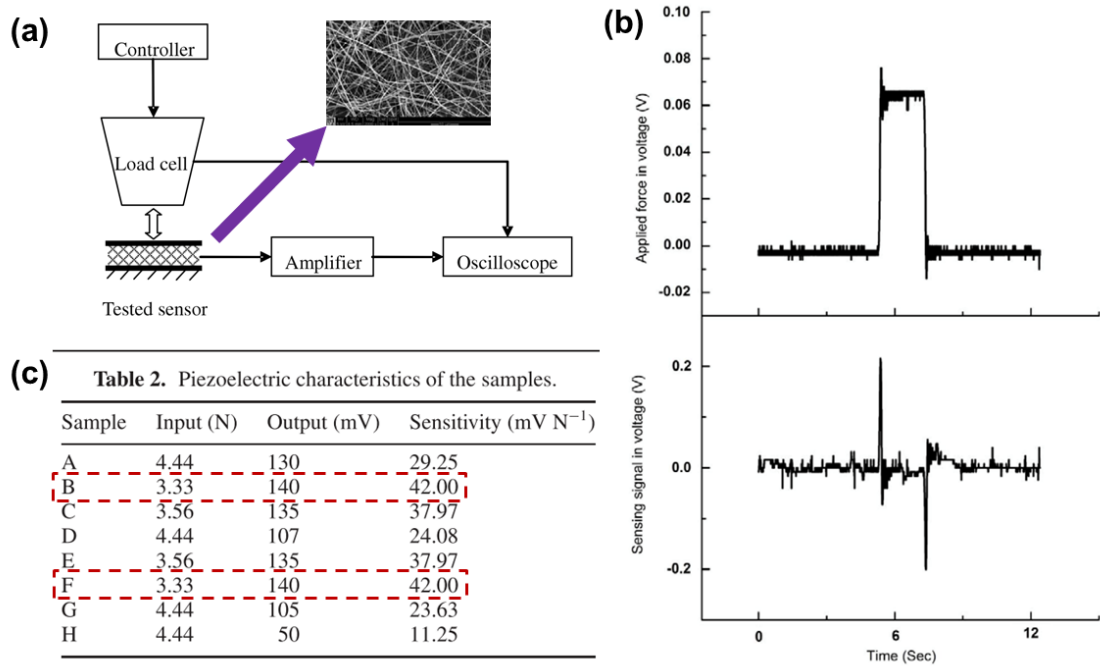 (a)
Controller
Load cell
Amplifier
Oscilloscope
Tested sensor
(b)
0.10
0.08
0.06
0.04
0.02
0.00
-0.02
Applied force in voltage (V)
0.2
0.0
-0.2
Sensing signal in voltage (V)
0 6 12
Time (Sec)
(c)
Table 2. Piezoelectric characteristics of the samples.
Sample Input (N) Output (mV) Sensitivity (mV N⁻¹)
A 4.44 130 29.25
B 3.33 140 42.00
C 3.56 135 37.97
D 4.44 107 24.08
E 3.56 135 37.97
F 3.33 140 42.00
G 4.44 105 23.63
H 4.44 50 11.25